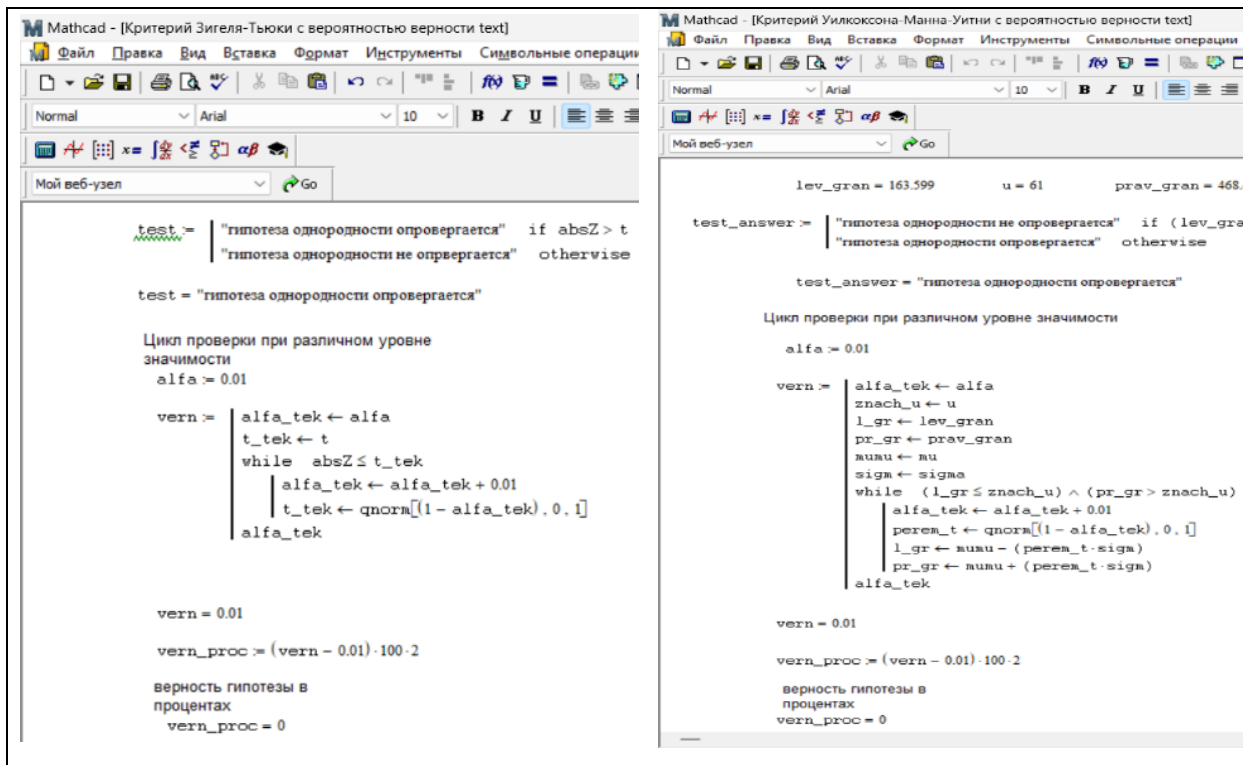 Mathcad - [Критерий Зигеля-Тьюки с вероятностью верности text]
Файл Правка Вид Вставка Формат Инструменты Символьные операции
Normal Arial 10 B I U
Мой веб-узел Go
test := "гипотеза однородности опровергается" if absZ > t
"гипотеза однородности не опрвергается" otherwise
test = "гипотеза однородности опровергается"
Цикл проверки при различном уровне
значимости
alfa := 0.01
vern := alfa_tek ← alfa
t_tek ← t
while absZ ≤ t_tek
alfa_tek ← alfa_tek + 0.01
t_tek ← qnorm[(1 − alfa_tek), 0, 1]
alfa_tek
vern = 0.01
vern_proc := (vern − 0.01)·100·2
верность гипотезы в
процентах
vern_proc = 0
Mathcad - [Критерий Уилкоксона-Манна-Уитни с вероятностью верности text]
Файл Правка Вид Вставка Формат Инструменты Символьные операции
Normal Arial 10 B I U
Мой веб-узел Go
lev_gran = 163.599 u = 61 prav_gran = 468.
test_answer := "гипотеза однородности не опровергается" if (lev_gra
"гипотеза однородности опровергается" otherwise
test_answer = "гипотеза однородности опровергается"
Цикл проверки при различном уровне значимости
alfa := 0.01
vern := alfa_tek ← alfa
znach_u ← u
l_gr ← lev_gran
pr_gr ← prav_gran
mumu ← mu
sigm ← sigma
while (l_gr ≤ znach_u) ∧ (pr_gr > znach_u)
alfa_tek ← alfa_tek + 0.01
perem_t ← qnorm[(1 − alfa_tek), 0, 1]
l_gr ← mumu − (perem_t·sigm)
pr_gr ← mumu + (perem_t·sigm)
alfa_tek
vern = 0.01
vern_proc := (vern − 0.01)·100·2
верность гипотезы в
процентах
vern_proc = 0